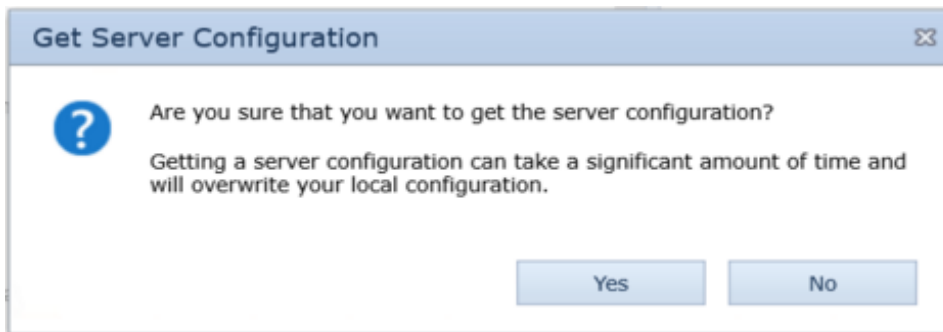 Get Server Configuration
Are you sure that you want to get the server configuration?
Getting a server configuration can take a significant amount of time and
will overwrite your local configuration.
Yes No